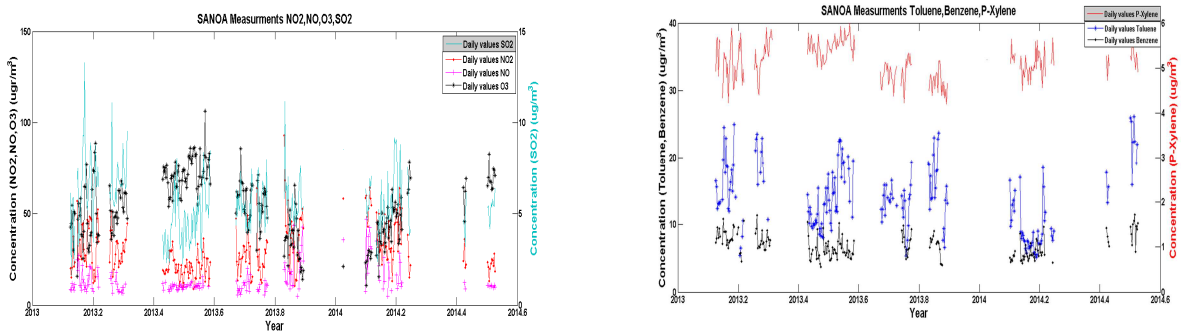 SANOA Measurments NO2,NO,O3,SO2
Daily values SO2
Daily values NO2
Daily values NO
Daily values O3
Concentration (NO2, NO, O3) (ug/m³)
150
100
50
0
15
10
5
0
Concentration (SO2) (ug/m³)
2013 2013.2 2013.4 2013.6 2013.8 2014 2014.2 2014.4 2014.6
Year
SANOA Measurments Toluene,Benzene,P-Xylene
Daily values P-Xylene
Daily values Toluene
Daily values Benzene
Concentration (Toluene,Benzene) (ugr/m³)
40
30
20
10
0
6
5
4
3
2
1
0
Concentration (P-Xylene) (ug/m³)
2013 2013.2 2013.4 2013.6 2013.8 2014 2014.2 2014.4 2014.6
Year